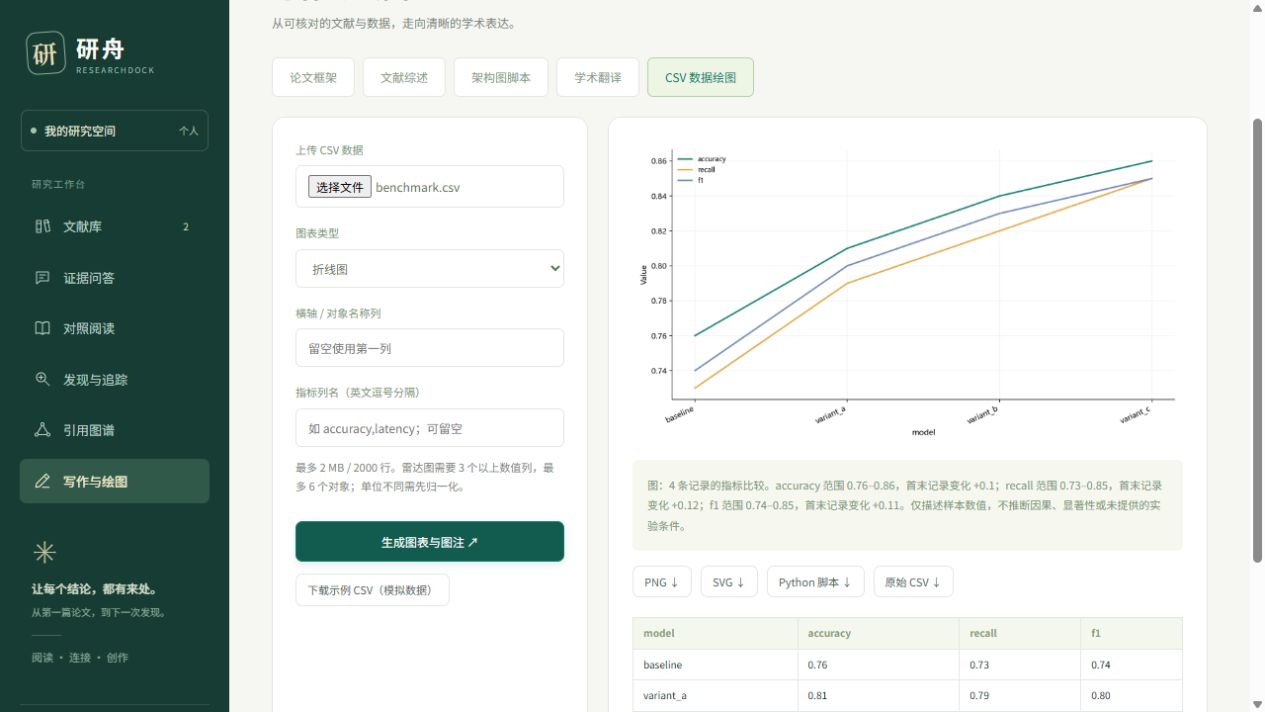 研
研舟
RESEARCHDOCK
我的研究空间
个人
研究工作台
文献库
2
证据问答
对照阅读
发现与追踪
引用图谱
写作与绘图
让每个结论，都有来处。
从第一篇论文，到下一次发现。
阅读 · 连接 · 创作
从可核对的文献与数据，走向清晰的学术表达。
论文框架
文献综述
架构图脚本
学术翻译
CSV 数据绘图
上传 CSV 数据
选择文件 benchmark.csv
图表类型
折线图
横轴 / 对象名称列
留空使用第一列
指标列名（英文逗号分隔）
如 accuracy,latency；可留空
最多 2 MB / 2000 行。雷达图需要 3 个以上数值列，最
多 6 个对象；单位不同需先归一化。
生成图表与图注 ↗
下载示例 CSV（模拟数据）
accuracy
recall
f1
0.86
0.84
0.82
0.80
0.78
0.76
0.74
Value
baseline
variant_a
variant_b
variant_c
model
图：4 条记录的指标比较。accuracy 范围 0.76–0.86，首末记录变化 +0.1；recall 范围 0.73–0.85，首末记录
变化 +0.12；f1 范围 0.74–0.85，首末记录变化 +0.11。仅描述样本数值，不推断因果、显著性或未提供的实
验条件。
PNG ↓
SVG ↓
Python 脚本 ↓
原始 CSV ↓
model accuracy recall f1
baseline 0.76 0.73 0.74
variant_a 0.81 0.79 0.80